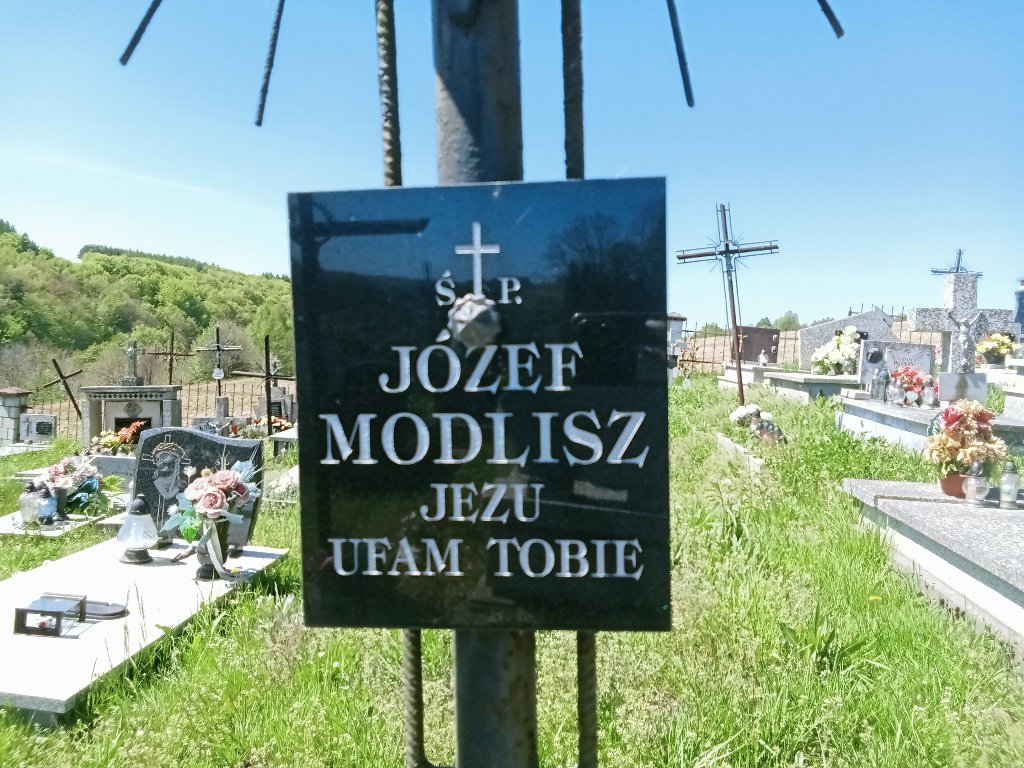 Ś. P.
JÓZEF
MODLISZ
JEZU
UFAM TOBIE